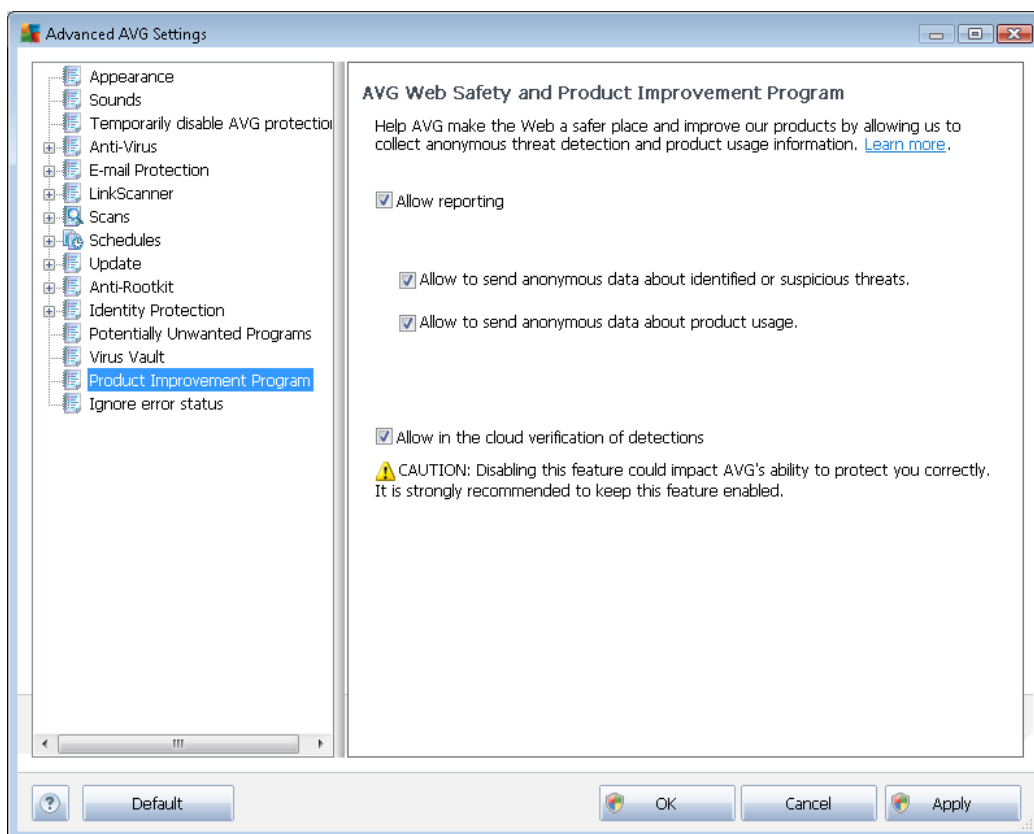 Advanced AVG Settings
Appearance
Sounds
Temporarily disable AVG protection
Anti-Virus
E-mail Protection
LinkScanner
Scans
Schedules
Update
Anti-Rootkit
Identity Protection
Potentially Unwanted Programs
Virus Vault
Product Improvement Program
Ignore error status
AVG Web Safety and Product Improvement Program
Help AVG make the Web a safer place and improve our products by allowing us to
collect anonymous threat detection and product usage information. Learn more.
Allow reporting
Allow to send anonymous data about identified or suspicious threats.
Allow to send anonymous data about product usage.
Allow in the cloud verification of detections
CAUTION: Disabling this feature could impact AVG's ability to protect you correctly.
It is strongly recommended to keep this feature enabled.
? Default OK Cancel Apply